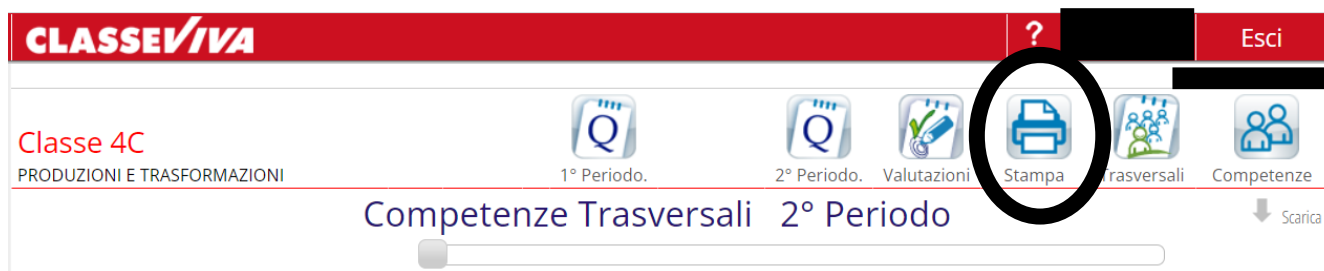 CLASSEVIVA
?
Esci
Classe 4C
PRODUZIONI E TRASFORMAZIONI
Q
1° Periodo.
Q
2° Periodo.
Valutazioni
Stampa
Trasversali
Competenze
Competenze Trasversali 2° Periodo
Scarica